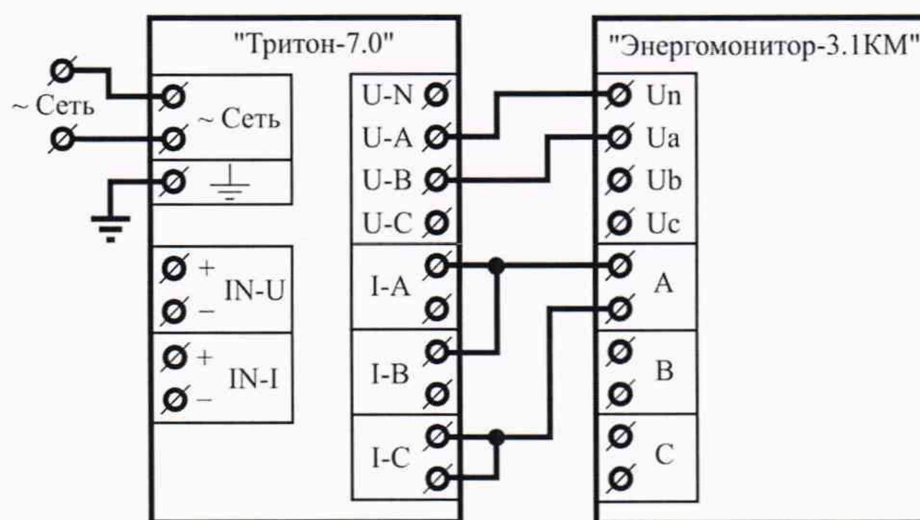 "Тритон-7.0"
"Энергомонитор-3.1КМ"
~ Сеть
~ Сеть
U-N
U-A
U-B
U-C
I-A
I-B
I-C
+
IN-U
−
+
IN-I
−
Un
Ua
Ub
Uc
A
B
C